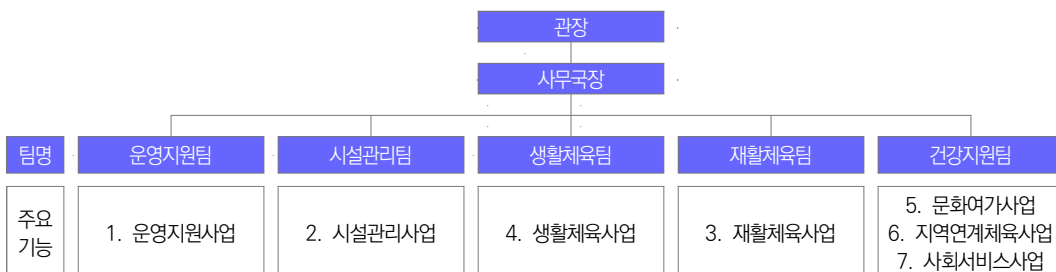 관장
사무국장
팀명 운영지원팀 시설관리팀 생활체육팀 재활체육팀 건강지원팀
주요
기능
1. 운영지원사업
2. 시설관리사업
4. 생활체육사업
3. 재활체육사업
5. 문화여가사업
6. 지역연계체육사업
7. 사회서비스사업